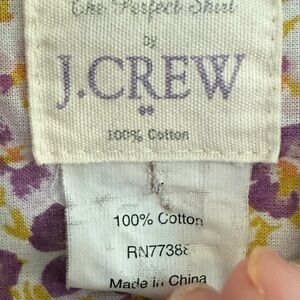 The Perfect Shirt
by
J.CREW
100% Cotton
100% Cotton
RN77388
Made in China